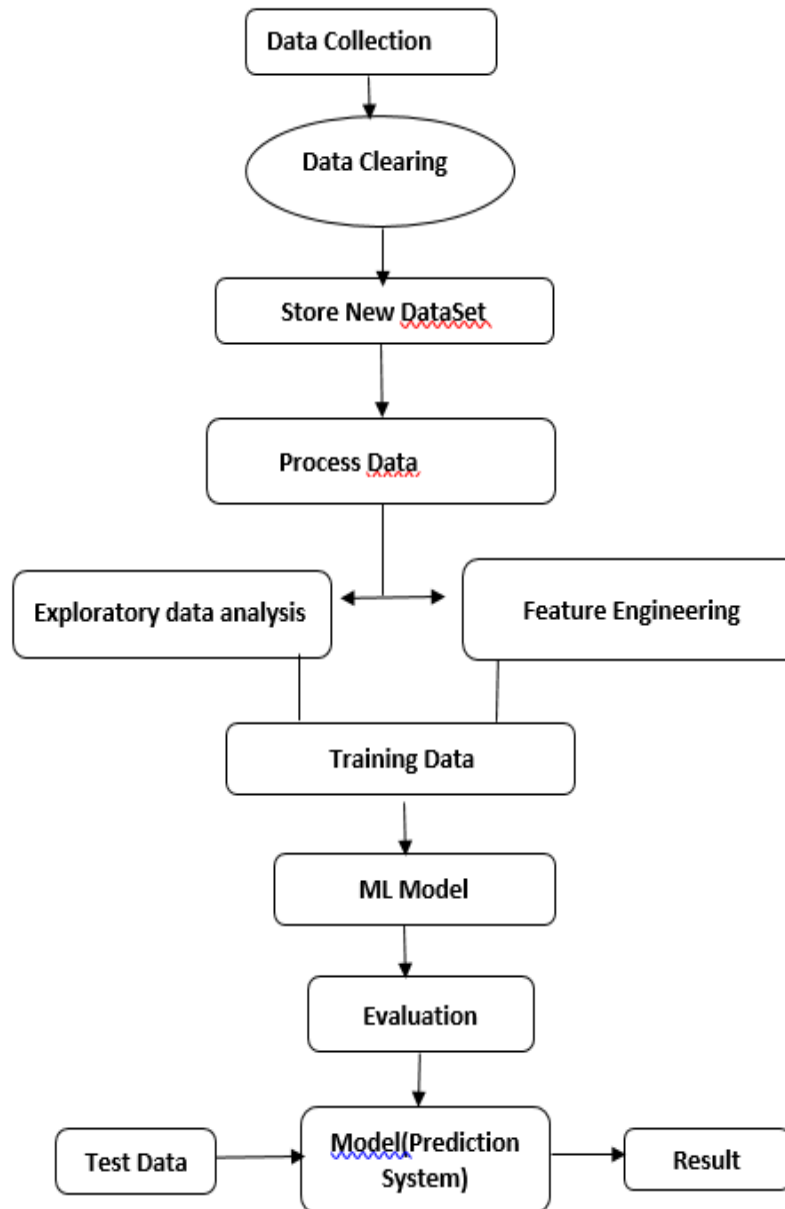 Data Collection
Data Clearing
Store New DataSet
Process Data
Exploratory data analysis
Feature Engineering
Training Data
ML Model
Evaluation
Test Data
Model(Prediction
System)
Result